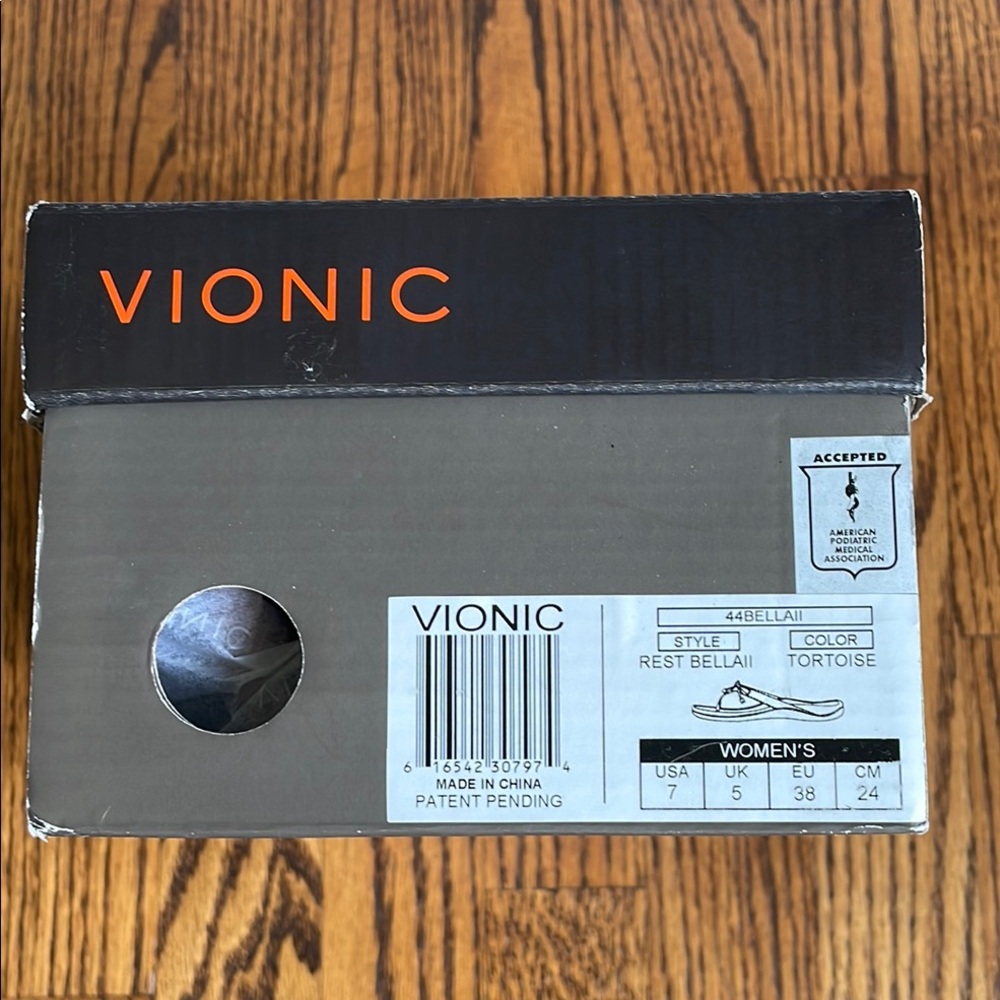 VIONIC
ACCEPTED
AMERICAN
PODIATRIC
MEDICAL
ASSOCIATION
VIONIC
6 16542 30797 4
MADE IN CHINA
PATENT PENDING
44BELLAII
STYLE COLOR
REST BELLAII TORTOISE
WOMEN'S
USA UK EU CM
7 5 38 24